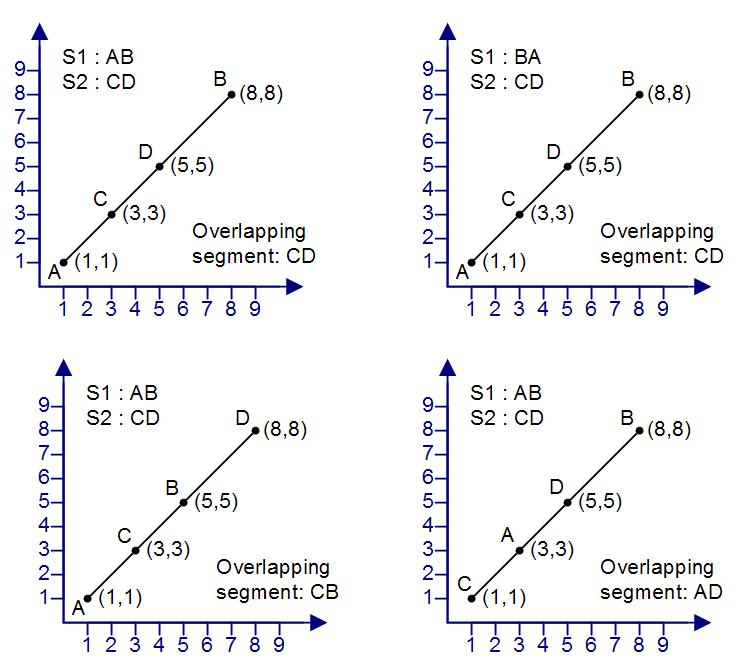 S1 : AB
S2 : CD
9
8
7
6
5
4
3
2
1
B
(8,8)
D
(5,5)
C
(3,3)
A
(1,1)
Overlapping
segment: CD
1 2 3 4 5 6 7 8 9
S1 : BA
S2 : CD
9
8
7
6
5
4
3
2
1
B
(8,8)
D
(5,5)
C
(3,3)
A
(1,1)
Overlapping
segment: CD
1 2 3 4 5 6 7 8 9
S1 : AB
S2 : CD
9
8
7
6
5
4
3
2
1
D
(8,8)
B
(5,5)
C
(3,3)
A
(1,1)
Overlapping
segment: CB
1 2 3 4 5 6 7 8 9
S1 : AB
S2 : CD
9
8
7
6
5
4
3
2
1
B
(8,8)
D
(5,5)
A
(3,3)
C
(1,1)
Overlapping
segment: AD
1 2 3 4 5 6 7 8 9